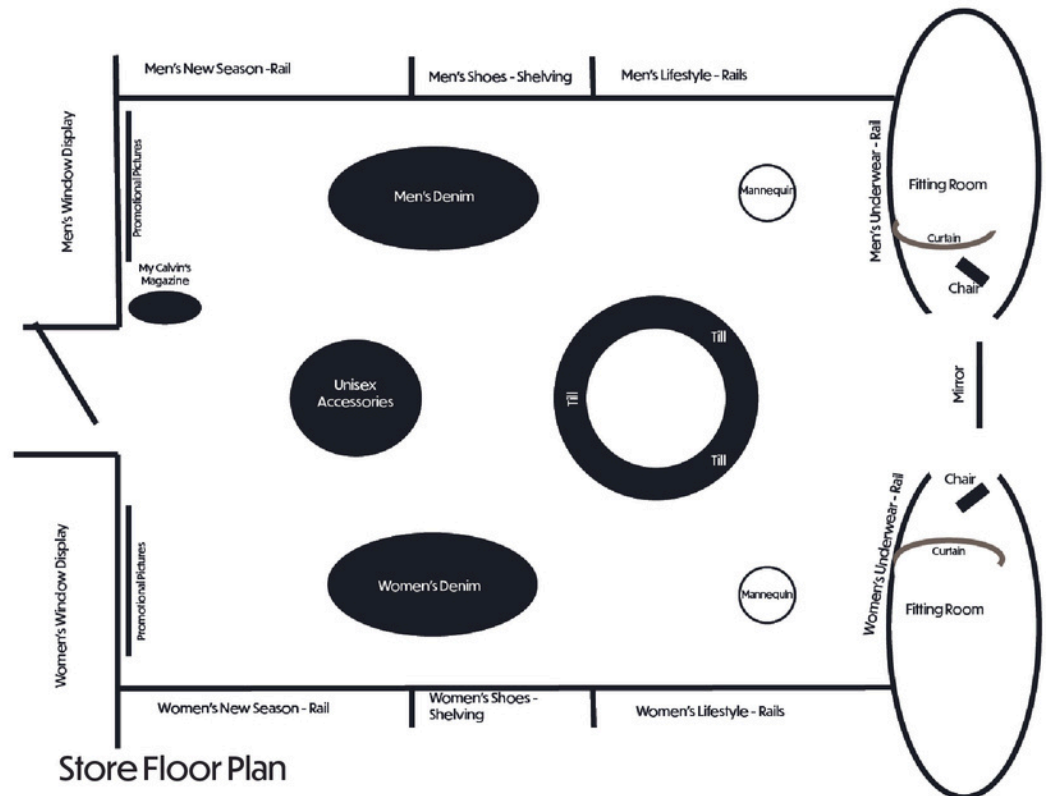 Men's New Season -Rail
Men's Shoes - Shelving
Men's Lifestyle - Rails
Men's Window Display
Promotional Pictures
Men's Denim
Mannequin
Men's Underwear - Rail
Fitting Room
Curtain
Chair
My Calvin's
Magazine
Till
Unisex
Accessories
Till
Mirror
Till
Chair
Women's Window Display
Promotional Pictures
Women's Denim
Mannequin
Women's Underwear - Rail
Curtain
Fitting Room
Women's New Season - Rail
Women's Shoes -
Shelving
Women's Lifestyle - Rails
Store Floor Plan